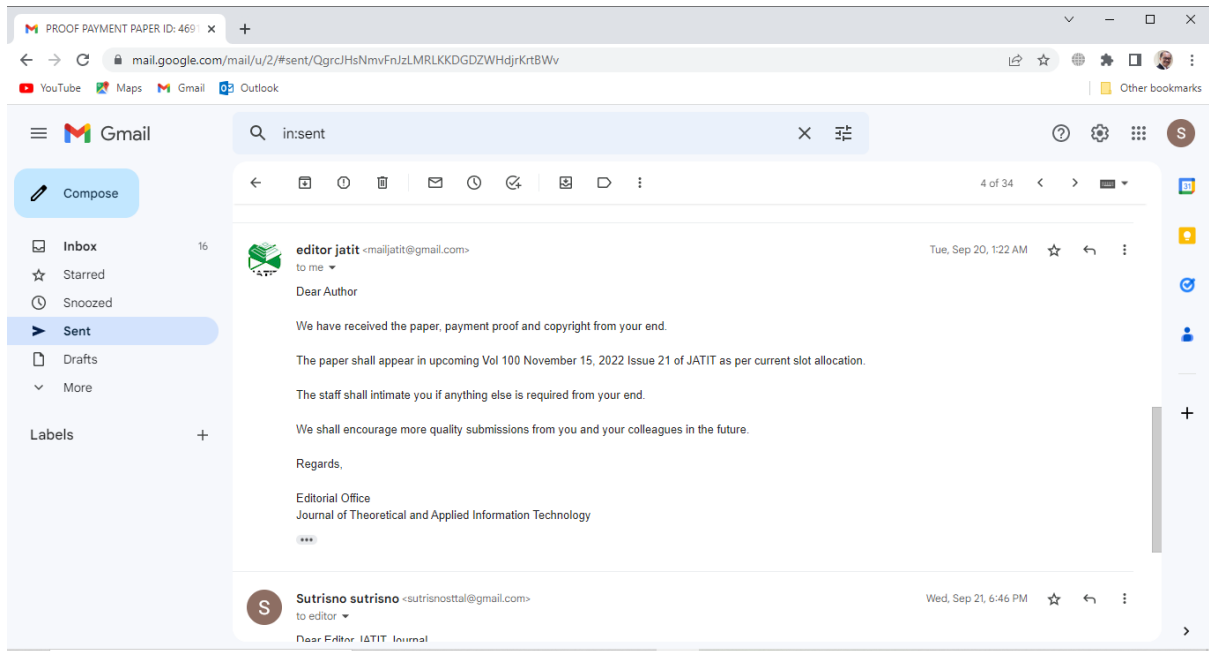 PROOF PAYMENT PAPER ID: 469
mail.google.com/mail/u/2/#sent/QgrcJHsNmvFnJzLMRLKKDGDZWHdjrKrtBWv
YouTube Maps Gmail Outlook Other bookmarks
Gmail in:sent S
Compose 4 of 34
31
Inbox 16
Starred
Snoozed
Sent
Drafts
More
Labels
JATIT
editor jatit <mailjatit@gmail.com> Tue, Sep 20, 1:22 AM
to me
Dear Author
We have received the paper, payment proof and copyright from your end.
The paper shall appear in upcoming Vol 100 November 15, 2022 Issue 21 of JATIT as per current slot allocation.
The staff shall intimate you if anything else is required from your end.
We shall encourage more quality submissions from you and your colleagues in the future.
Regards,
Editorial Office
Journal of Theoretical and Applied Information Technology
S
Sutrisno sutrisno <sutrisnosttal@gmail.com> Wed, Sep 21, 6:46 PM
to editor
Dear Editor JATIT Journal